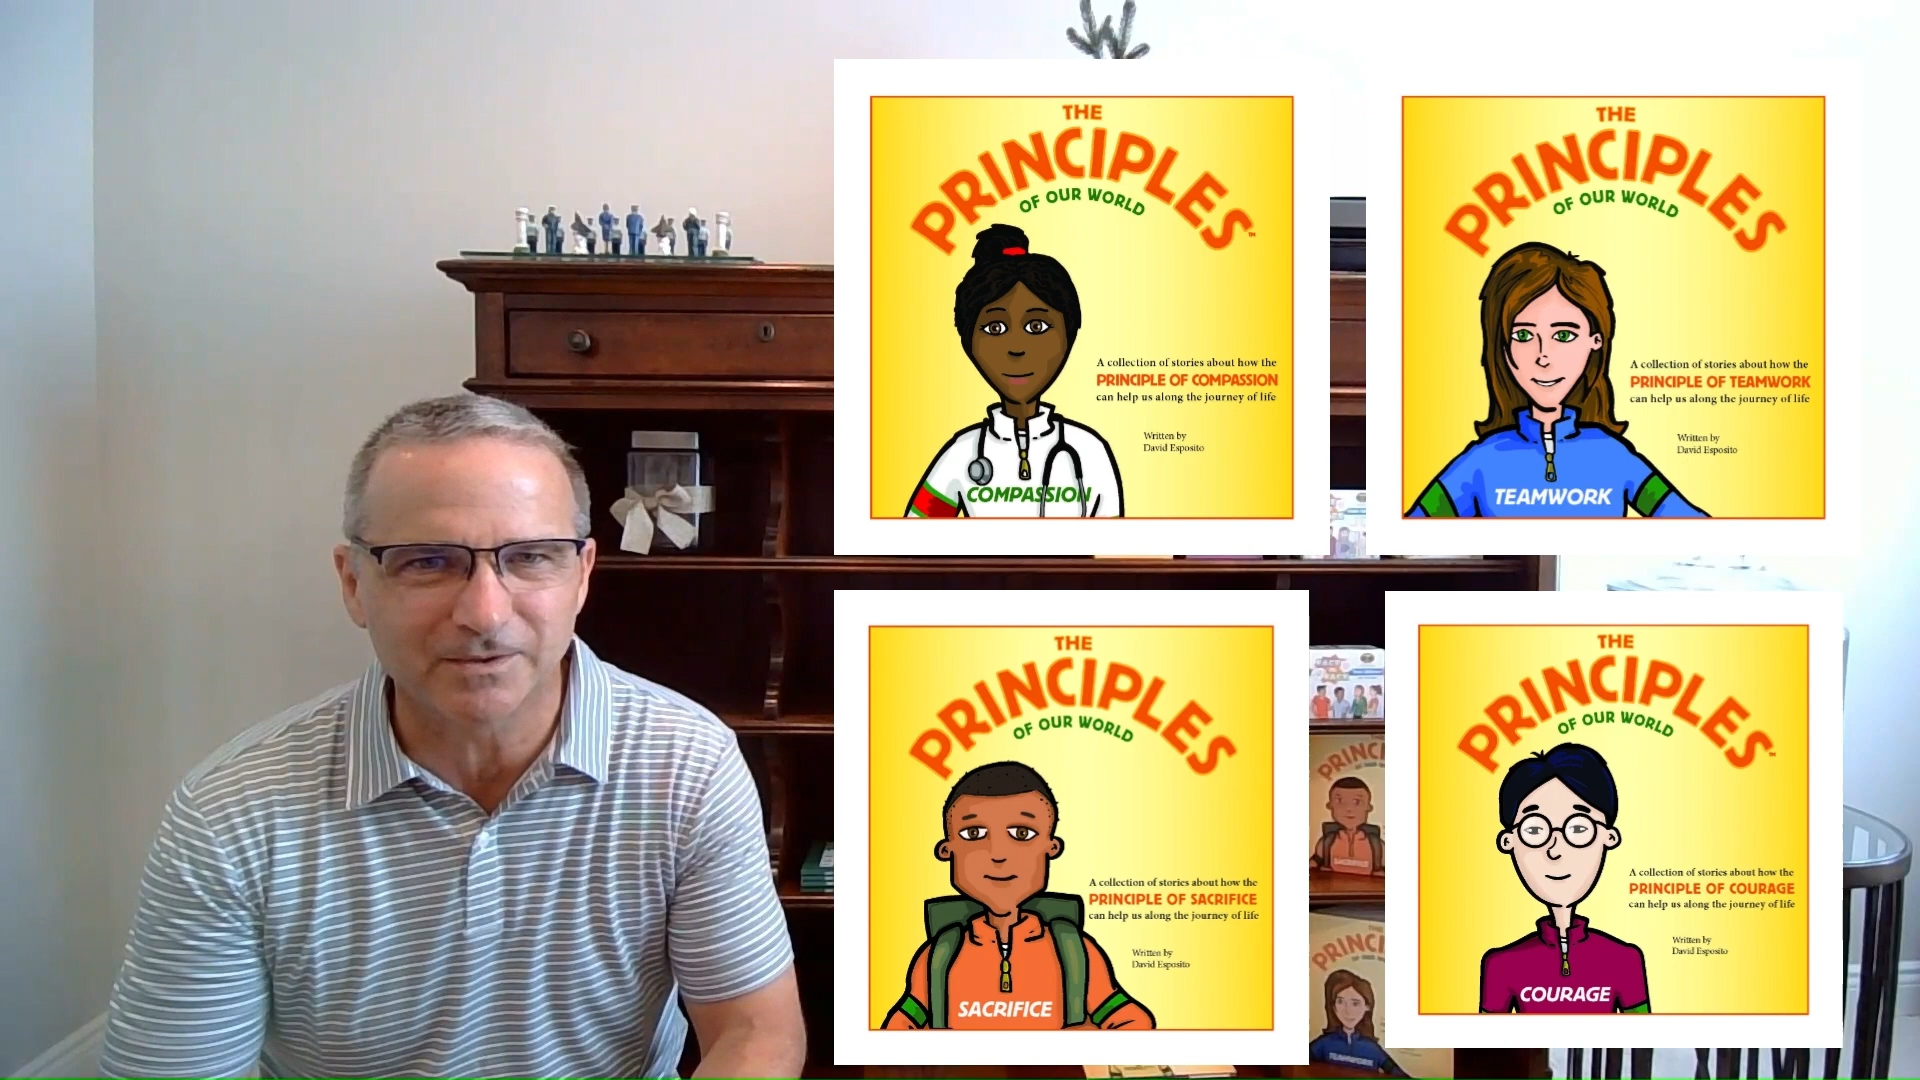 THE
PRINCIPLES
OF OUR WORLD
A collection of stories about how the
PRINCIPLE OF COMPASSION
can help us along the journey of life
Written by
David Esposito
COMPASSION
THE
PRINCIPLES
OF OUR WORLD
A collection of stories about how the
PRINCIPLE OF TEAMWORK
can help us along the journey of life
Written by
David Esposito
TEAMWORK
THE
PRINCIPLES
OF OUR WORLD
A collection of stories about how the
PRINCIPLE OF SACRIFICE
can help us along the journey of life
Written by
David Esposito
SACRIFICE
THE
PRINCIPLES
OF OUR WORLD
A collection of stories about how the
PRINCIPLE OF COURAGE
can help us along the journey of life
Written by
David Esposito
COURAGE
SACRIFICE
TEAMWORK